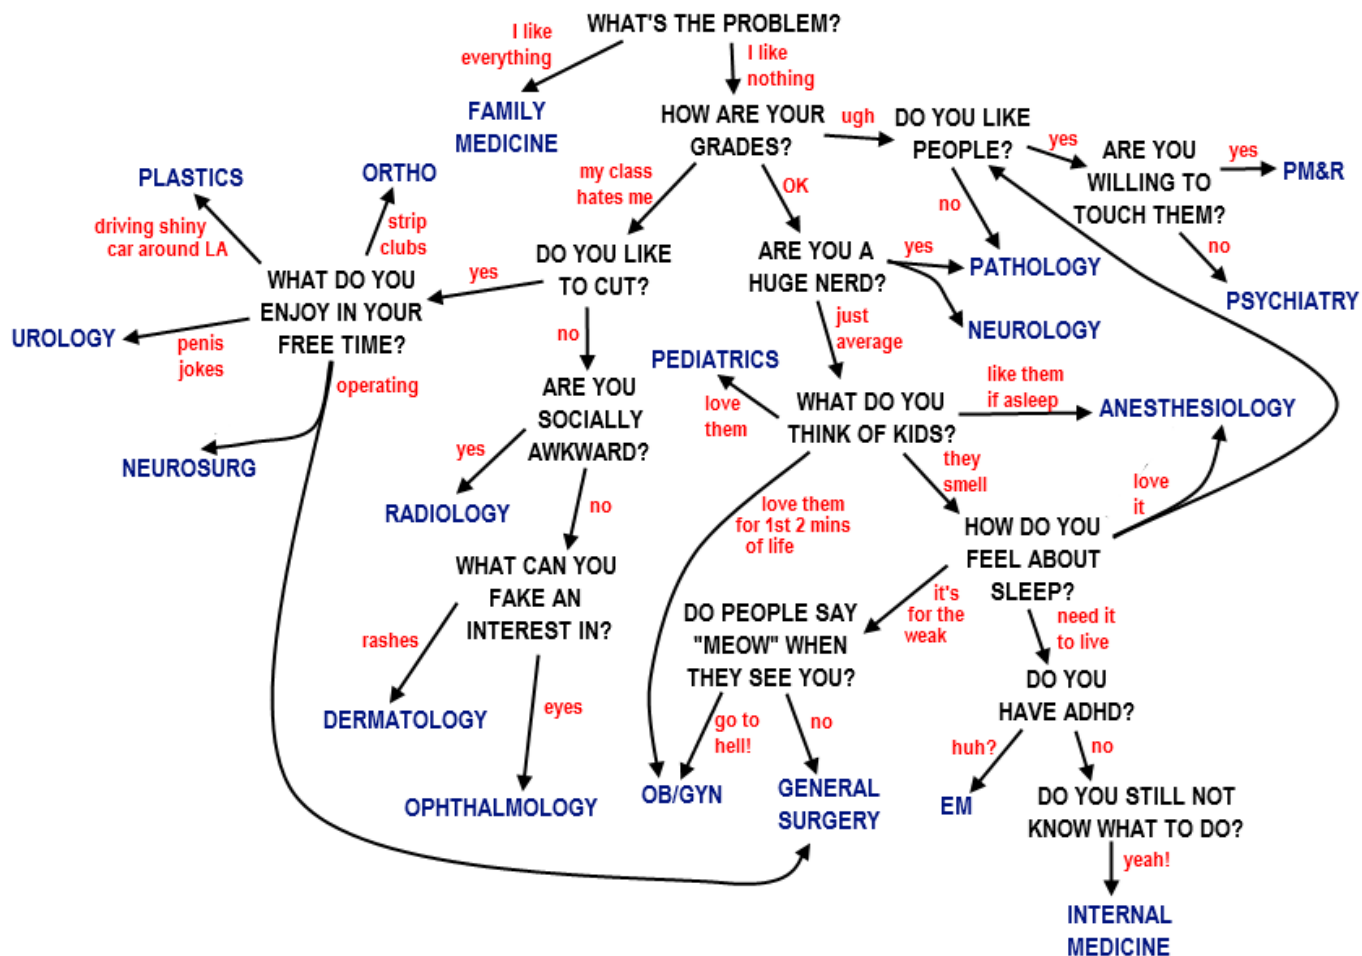 WHAT'S THE PROBLEM?
I like
everything
I like
nothing
FAMILY
MEDICINE
HOW ARE YOUR
GRADES?
ugh
DO YOU LIKE
PEOPLE?
yes
ARE YOU
WILLING TO
TOUCH THEM?
yes
PM&R
no
PSYCHIATRY
no
PATHOLOGY
my class
hates me
OK
ARE YOU A
HUGE NERD?
yes
NEUROLOGY
just
average
DO YOU LIKE
TO CUT?
yes
no
WHAT DO YOU
ENJOY IN YOUR
FREE TIME?
PLASTICS
driving shiny
car around LA
ORTHO
strip
clubs
UROLOGY
penis
jokes
operating
NEUROSURG
ARE YOU
SOCIALLY
AWKWARD?
yes
RADIOLOGY
no
WHAT CAN YOU
FAKE AN
INTEREST IN?
rashes
DERMATOLOGY
eyes
OPHTHALMOLOGY
PEDIATRICS
love
them
WHAT DO YOU
THINK OF KIDS?
like them
if asleep
ANESTHESIOLOGY
they
smell
love them
for 1st 2 mins
of life
HOW DO YOU
FEEL ABOUT
SLEEP?
love
it
it's
for the
weak
need it
to live
DO PEOPLE SAY
"MEOW" WHEN
THEY SEE YOU?
go to
hell!
no
OB/GYN
GENERAL
SURGERY
DO YOU
HAVE ADHD?
huh?
no
EM
DO YOU STILL NOT
KNOW WHAT TO DO?
yeah!
INTERNAL
MEDICINE